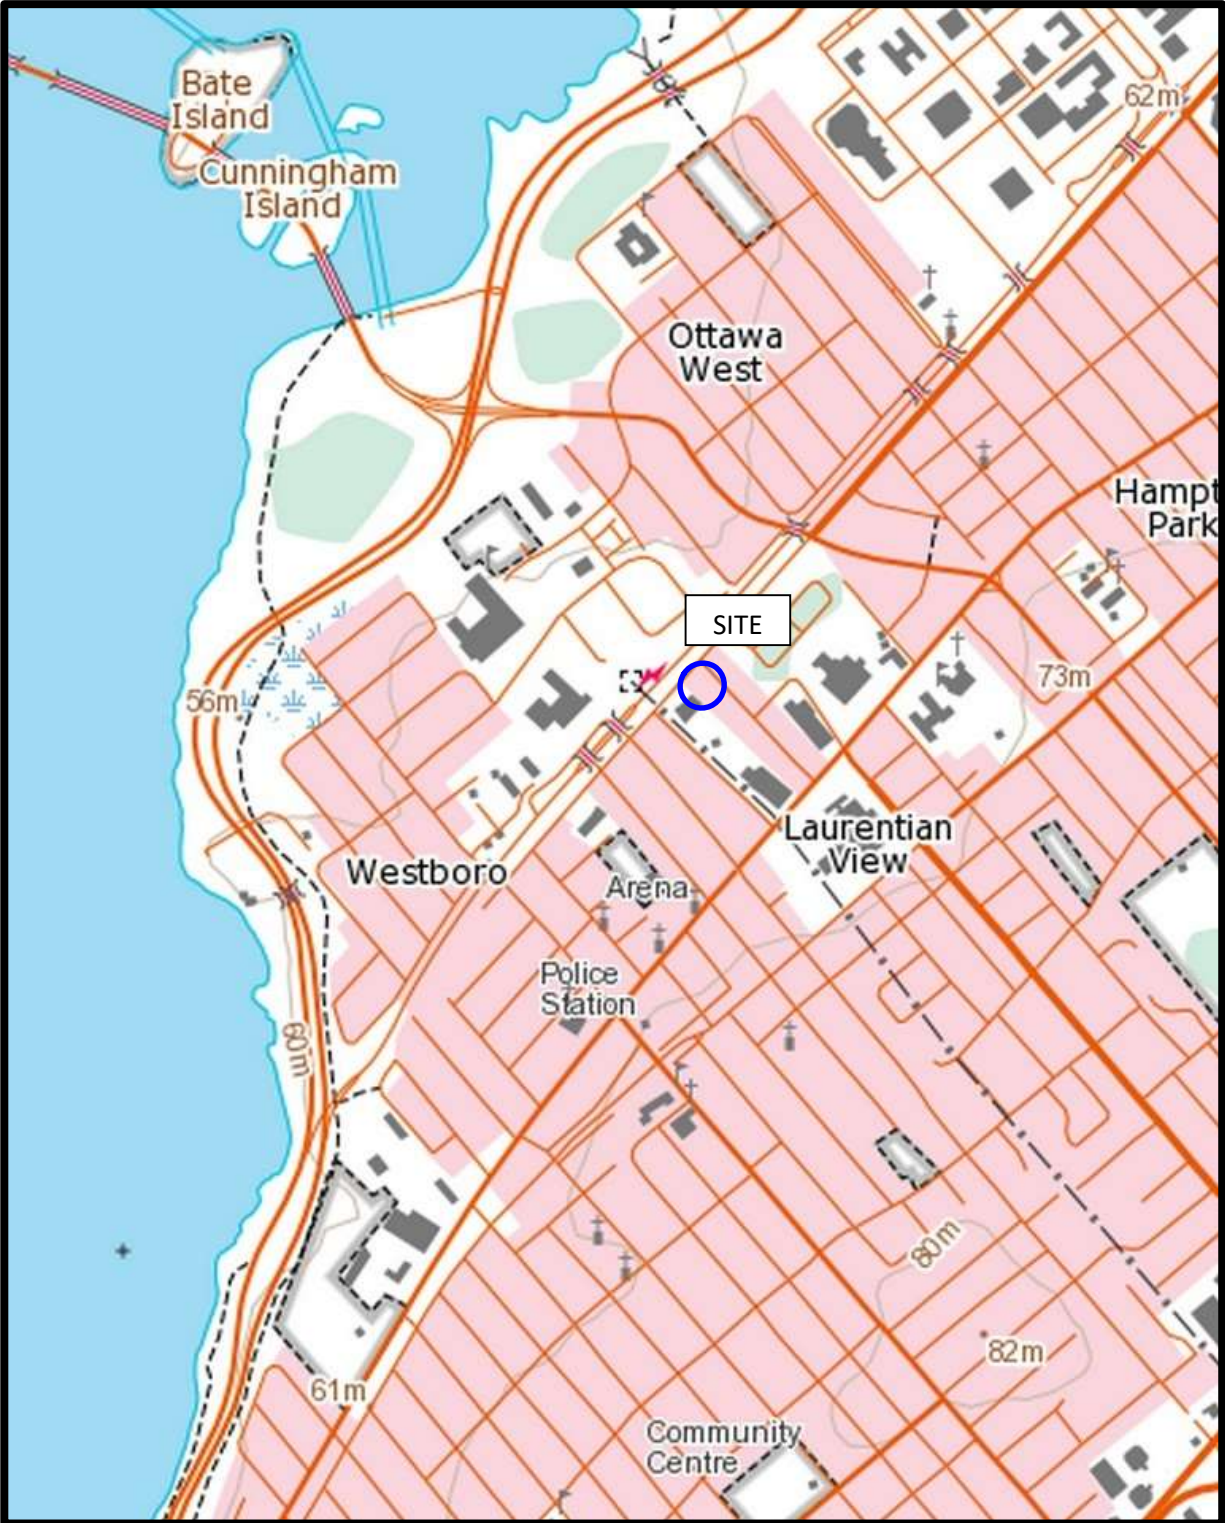 Bate
Island
62m
Cunningham
Island
Ottawa
West
Hampt
Park
SITE
73m
56m
Laurentian
View
Westboro
Arena
Police
Station
60m
80m
82m
61m
Community
Centre